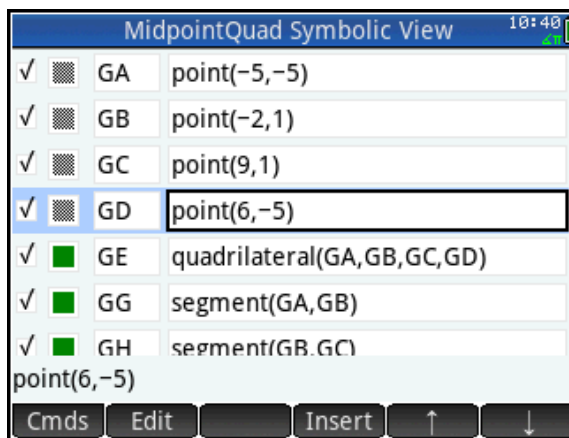 MidpointQuad Symbolic View 10:40
∡π
√ GA point(−5,−5)
√ GB point(−2,1)
√ GC point(9,1)
√ GD point(6,−5)
√ GE quadrilateral(GA,GB,GC,GD)
√ GG segment(GA,GB)
√ GH segment(GB,GC)
point(6,−5)
Cmds Edit Insert ↑ ↓